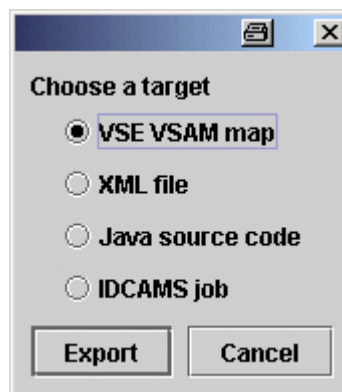 Choose a target
VSE VSAM map
XML file
Java source code
IDCAMS job
Export Cancel